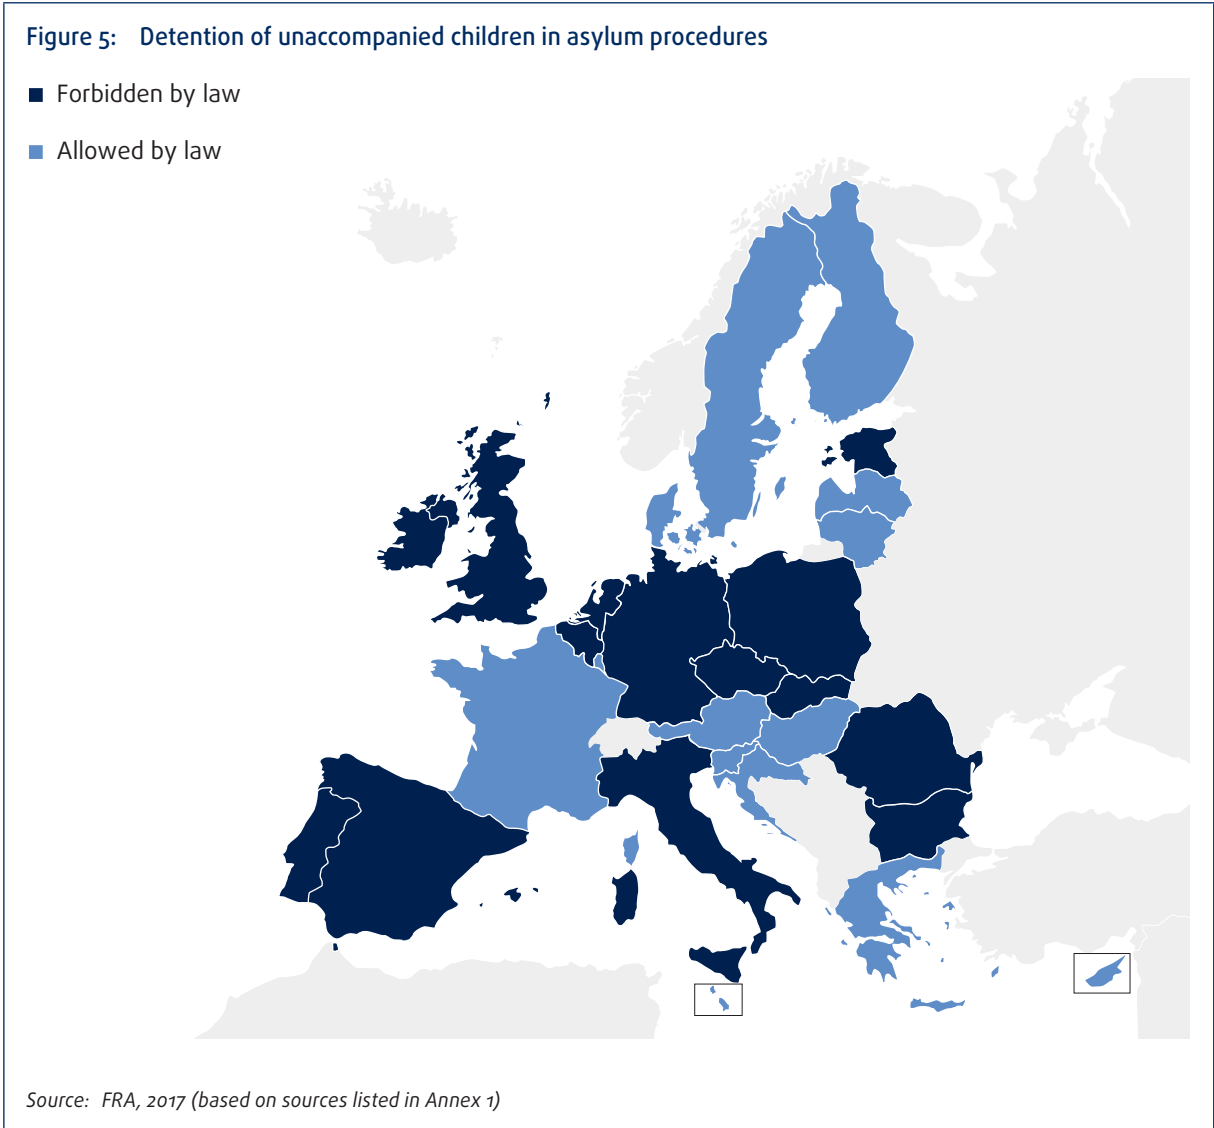 Figure 5: Detention of unaccompanied children in asylum procedures
Forbidden by law
Allowed by law
Source: FRA, 2017 (based on sources listed in Annex 1)